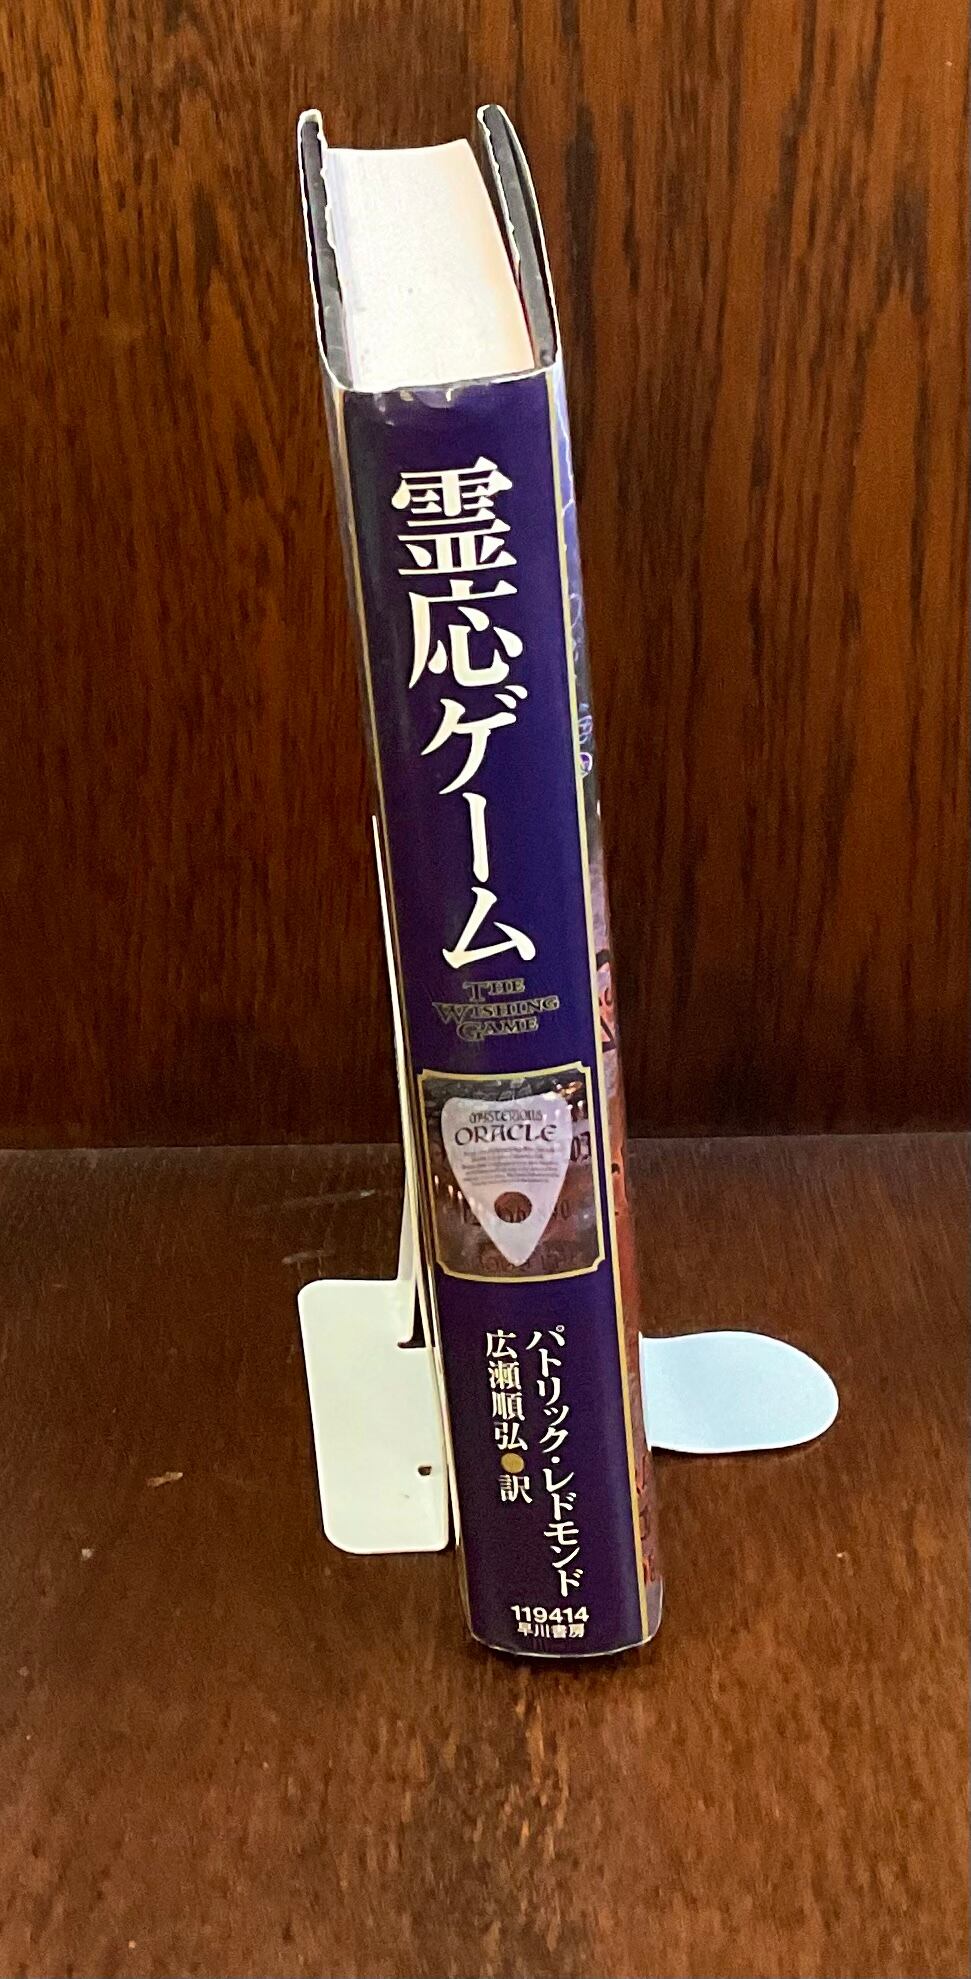 霊応ゲーム
THE
WISHING
GAME
MYSTERIOUS
ORACLE
パトリック・レドモンド
広瀬順弘●訳
119414
早川書房